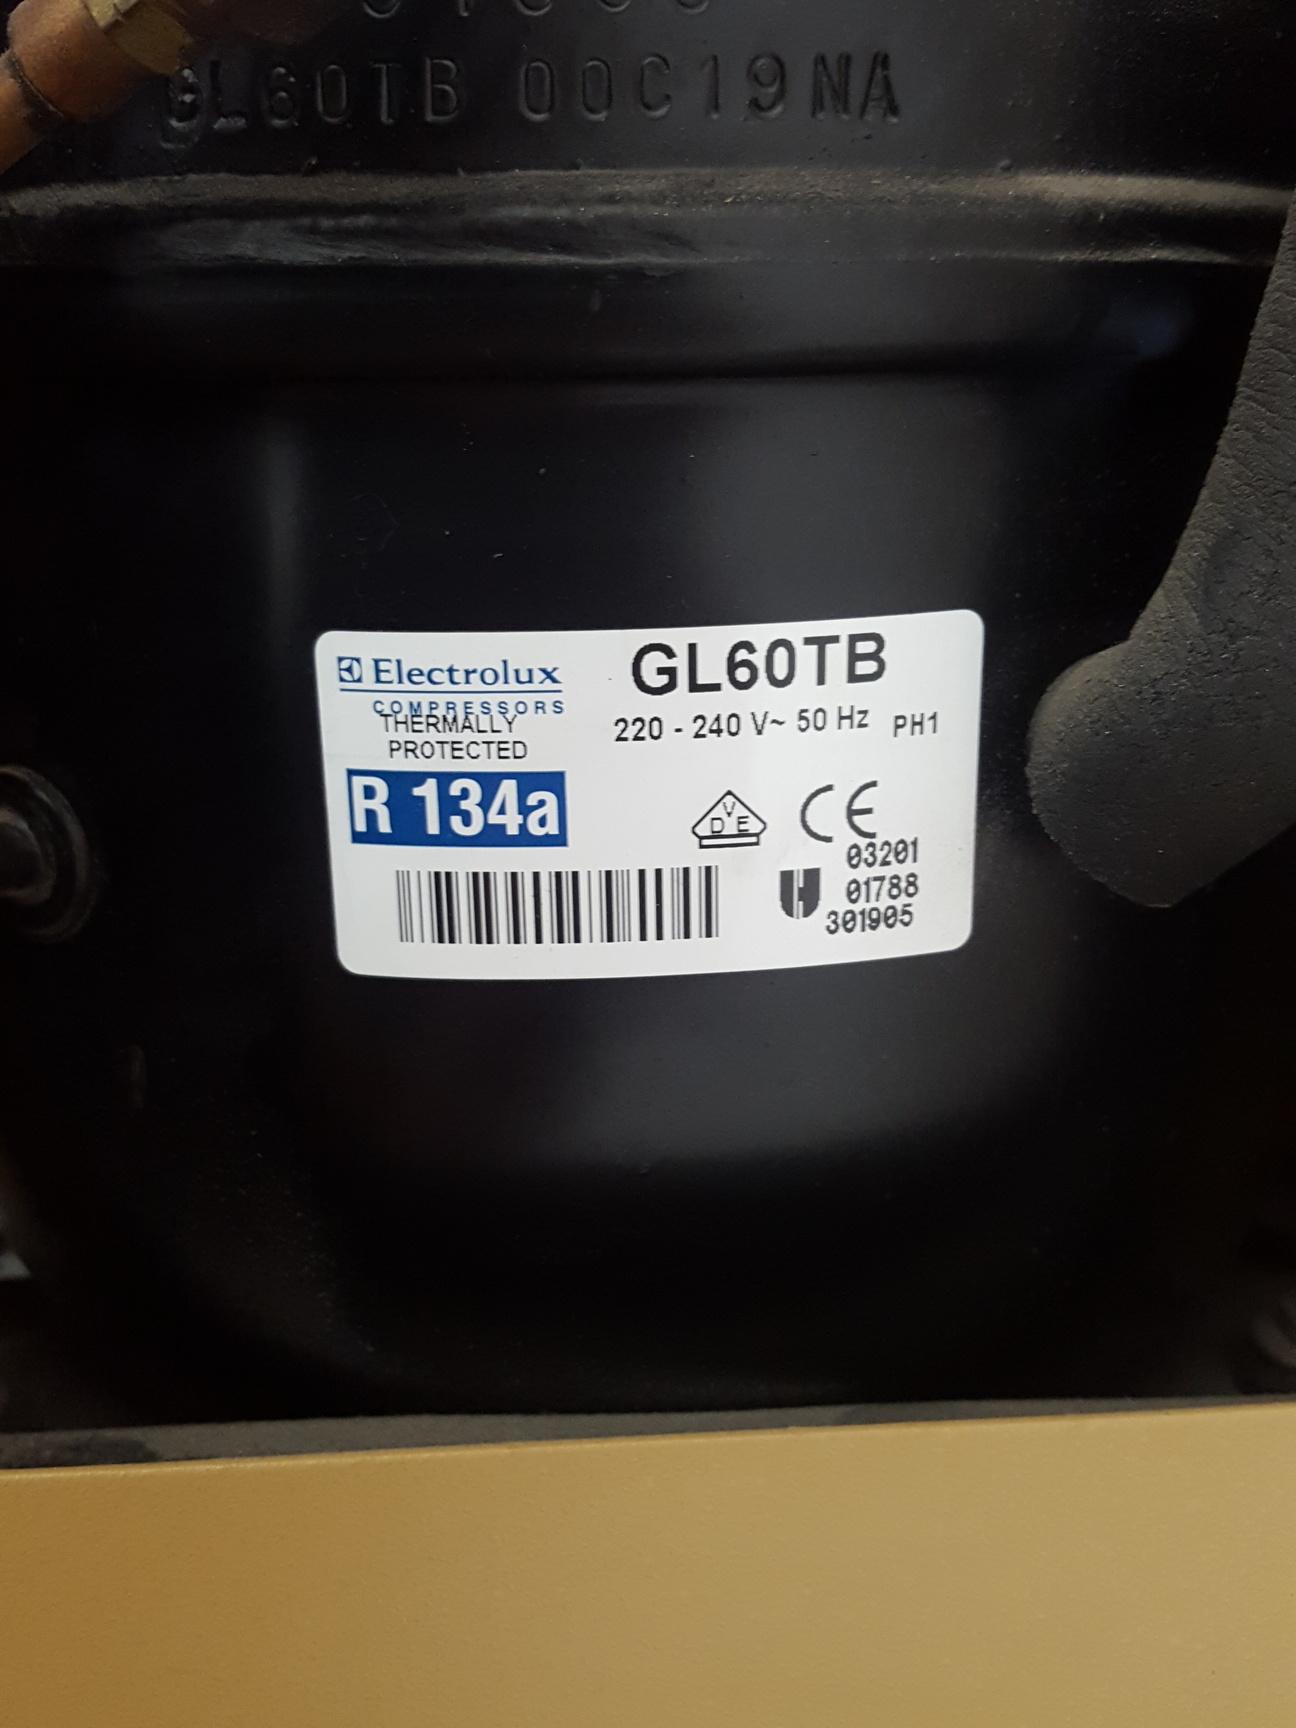 GL60TB 00C19NA
Electrolux
COMPRESSORS
THERMALLY
PROTECTED
R 134a
GL60TB
220 - 240 V~ 50 Hz PH1
VDE
CE
03201
01788
301905